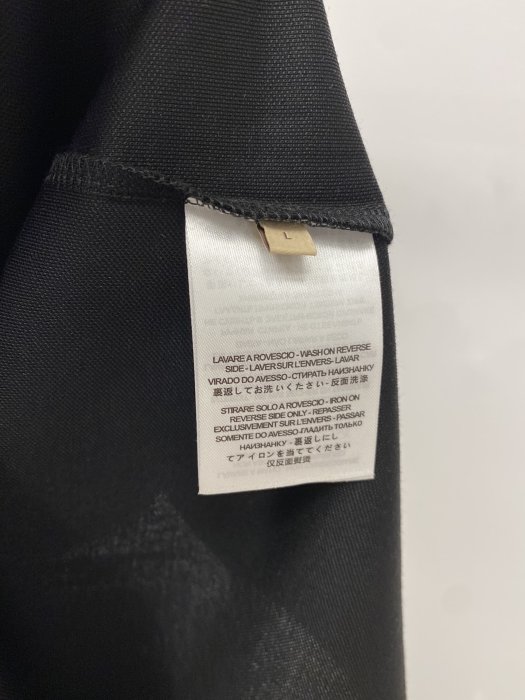 L
LAVARE A ROVESCIO - WASH ON REVERSE
SIDE - LAVER SUR L'ENVERS - LAVAR
VIRADO DO AVESSO - СТИРАТЬ НАИЗНАНКУ
裏返してお洗いください - 反面洗涤
STIRARE SOLO A ROVESCIO - IRON ON
REVERSE SIDE ONLY - REPASSER
EXCLUSIVEMENT SUR L'ENVERS - PASSAR
SOMENTE DO AVESSO - ГЛАДИТЬ ТОЛЬКО
НАИЗНАНКУ - 裏返しにし
てアイロンを当ててください
仅反面熨烫